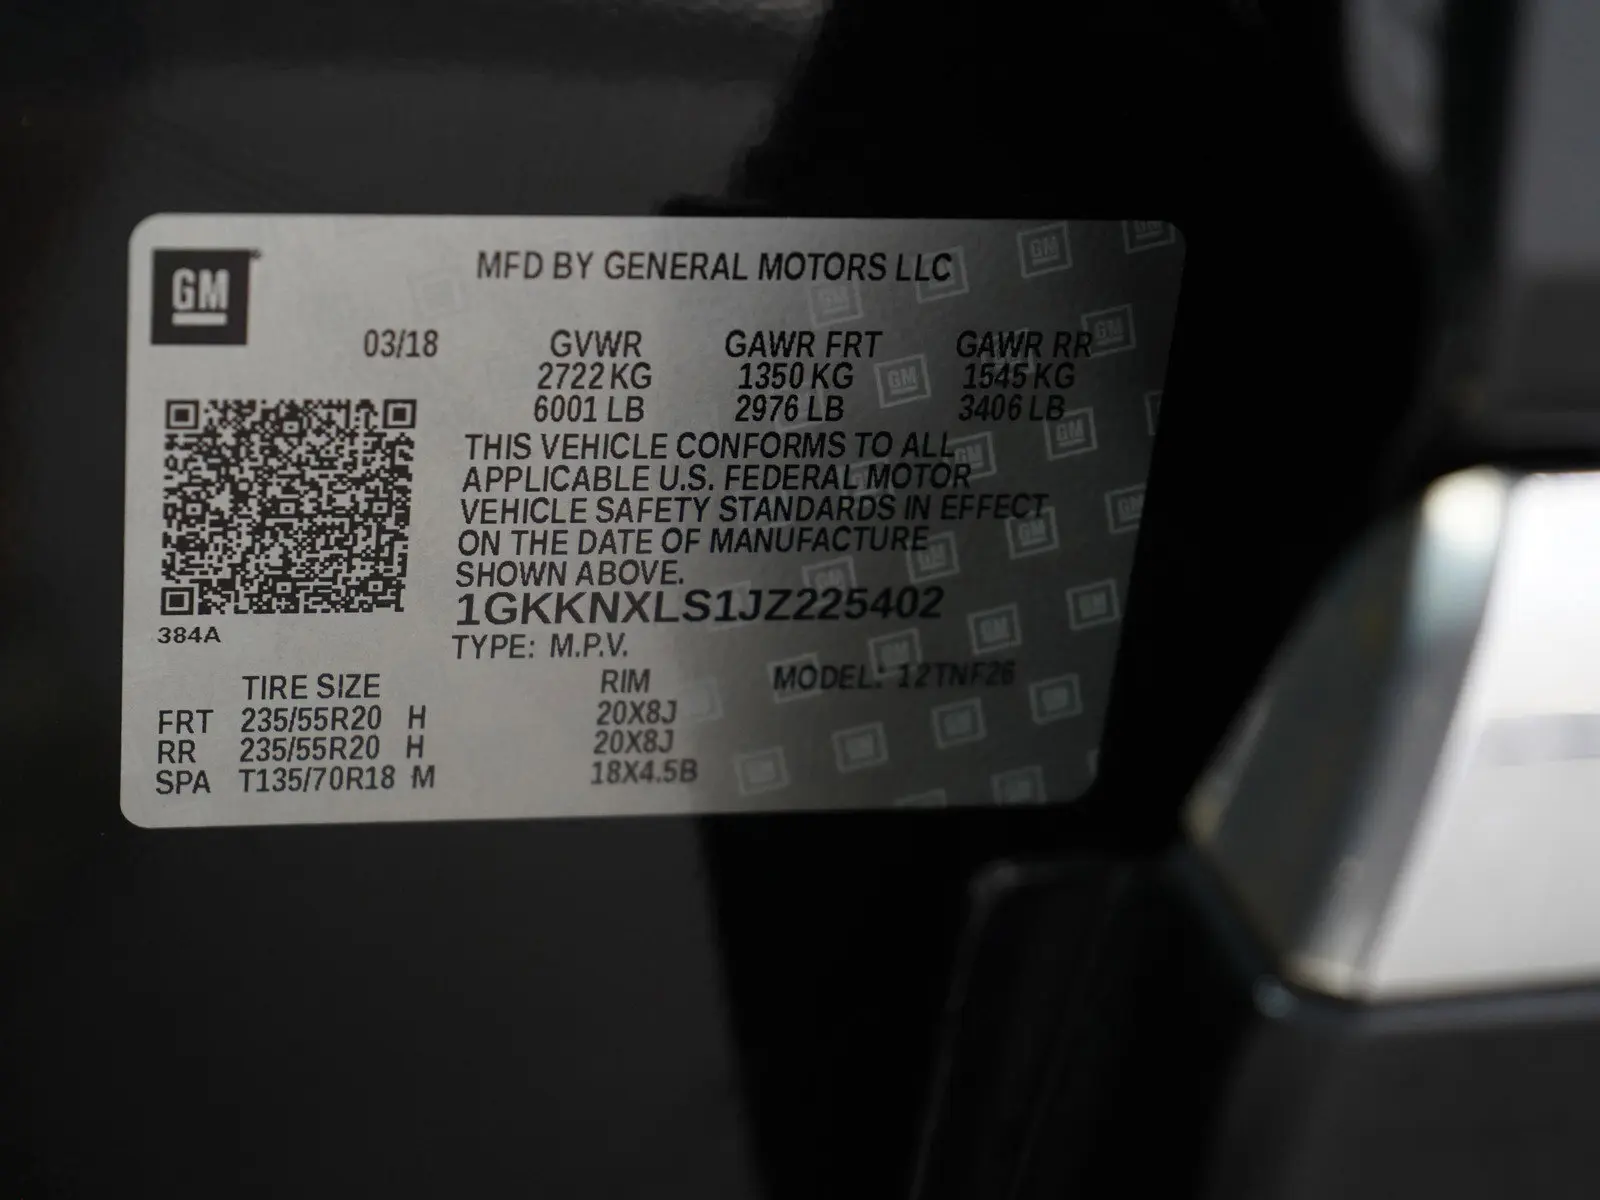 GM
MFD BY GENERAL MOTORS LLC
03/18 GVWR GAWR FRT GAWR RR
2722 KG 1350 KG 1545 KG
6001 LB 2976 LB 3406 LB
THIS VEHICLE CONFORMS TO ALL
APPLICABLE U.S. FEDERAL MOTOR
VEHICLE SAFETY STANDARDS IN EFFECT
ON THE DATE OF MANUFACTURE
SHOWN ABOVE.
1GKKNXLS1JZ225402
384A
TYPE: M.P.V.
TIRE SIZE RIM MODEL: 12TNF26
FRT 235/55R20 H 20X8J
RR 235/55R20 H 20X8J
SPA T135/70R18 M 18X4.5B